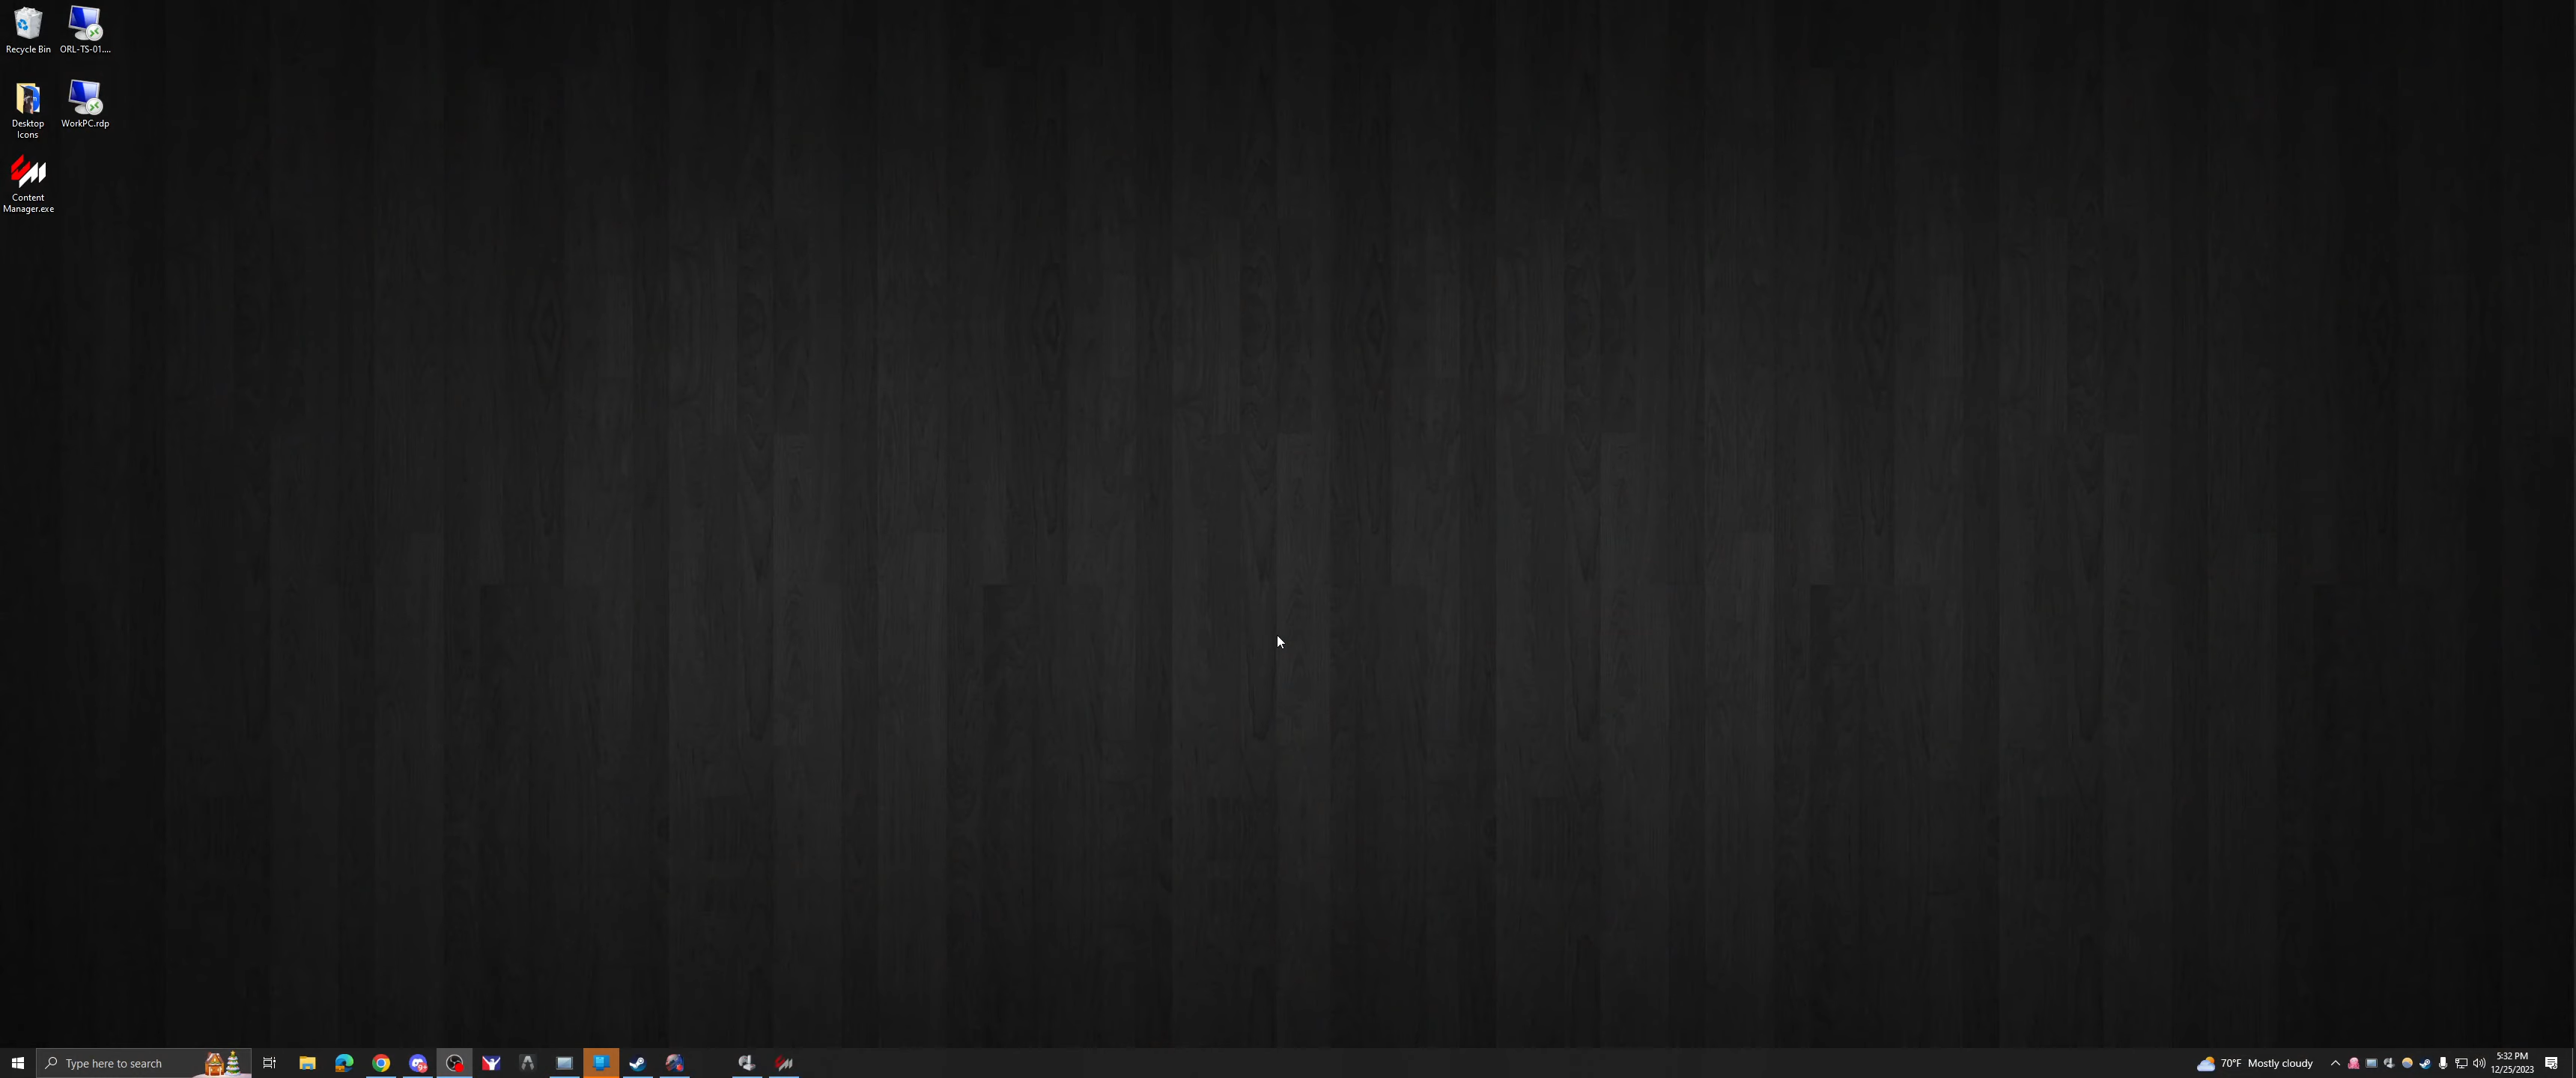 Recycle Bin
ORL-TS-01....
Desktop
Icons
WorkPC.rdp
Content
Manager.exe
Type here to search
9+
70°F Mostly cloudy
5:32 PM
12/25/2023